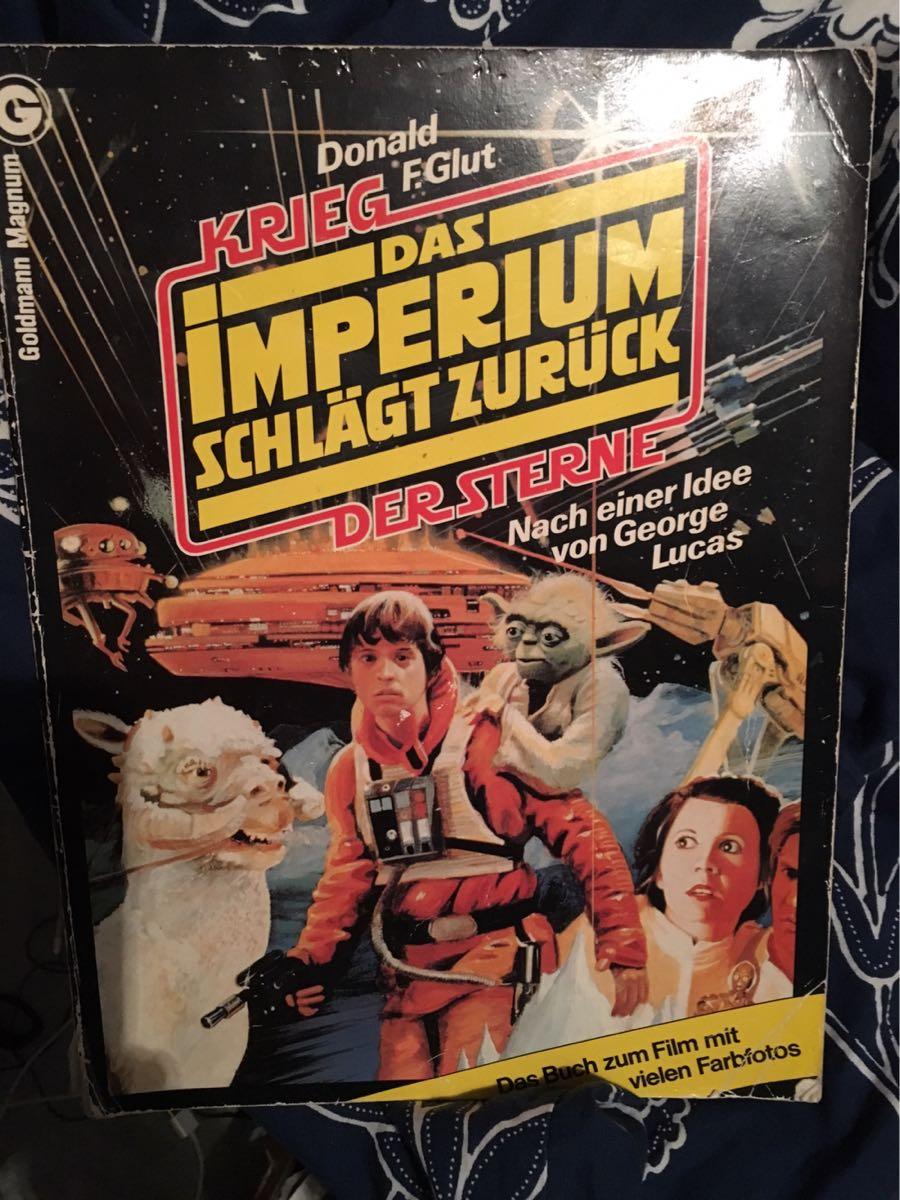 G
Goldmann Magnum
Donald
F. Glut
KRIEG
DAS
IMPERIUM
SCHLÄGT ZURÜCK
DER STERNE
Nach einer Idee
von George
Lucas
Das Buch zum Film mit
vielen Farbfotos